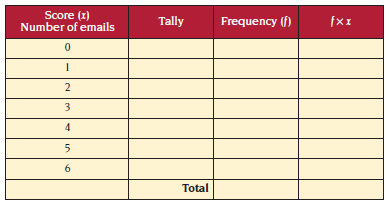 Score (x)
Number of emails
Tally
Frequency (f)
f × x
0
1
2
3
4
5
6
Total